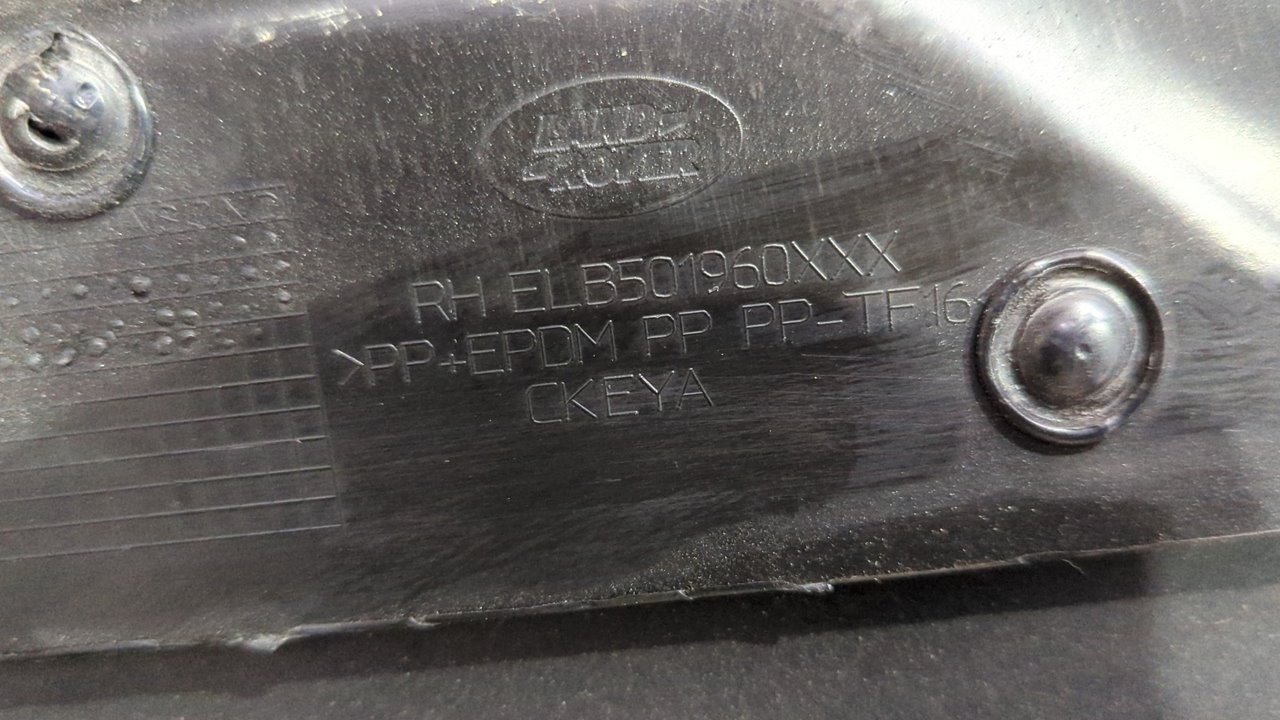 LAND
ROVER
RH ELB501960XXX
>PP+EPDM PP PP-TF16
CKEYA